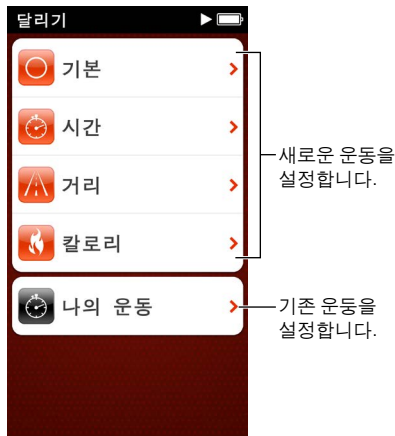 달리기
기본
시간
거리
칼로리
나의 운동
새로운 운동을
설정합니다.
기존 운둥을
설정합니다.